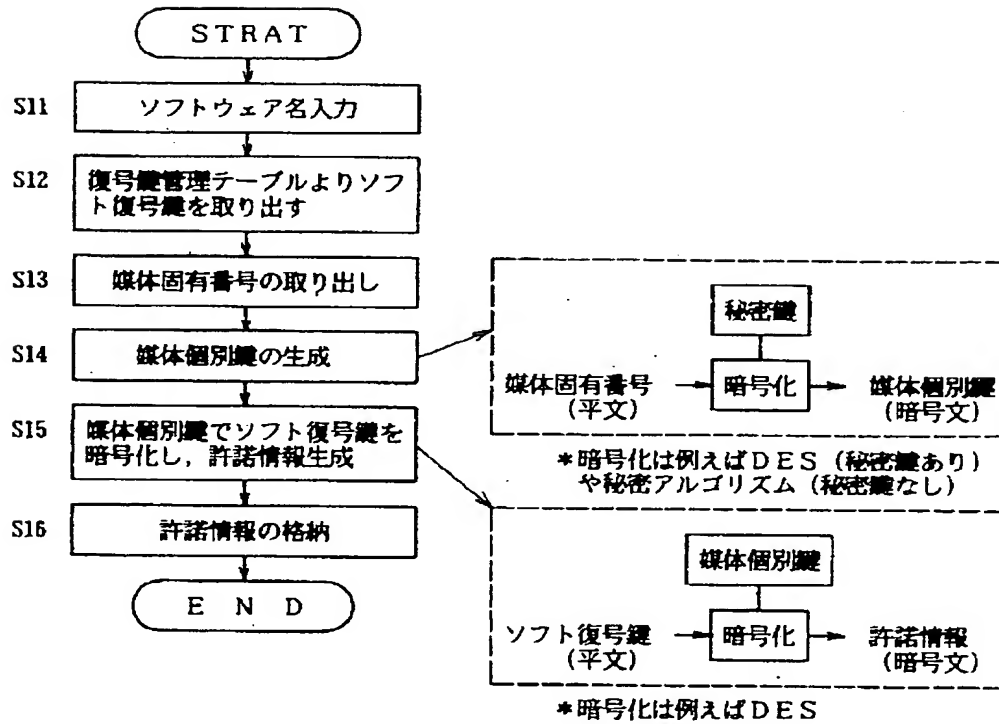 STRAT
S11
ソフトウェア名入力
S12
復号鍵管理テーブルよりソフ
ト復号鍵を取り出す
S13
媒体固有番号の取り出し
S14
媒体個別鍵の生成
S15
媒体個別鍵でソフト復号鍵を
暗号化し,許諾情報生成
S16
許諾情報の格納
END
秘密鍵
媒体固有番号
(平文)
暗号化
媒体個別鍵
(暗号文)
*暗号化は例えばDES(秘密鍵あり)
や秘密アルゴリズム(秘密鍵なし)
媒体個別鍵
ソフト復号鍵
(平文)
暗号化
許諾情報
(暗号文)
*暗号化は例えばDES